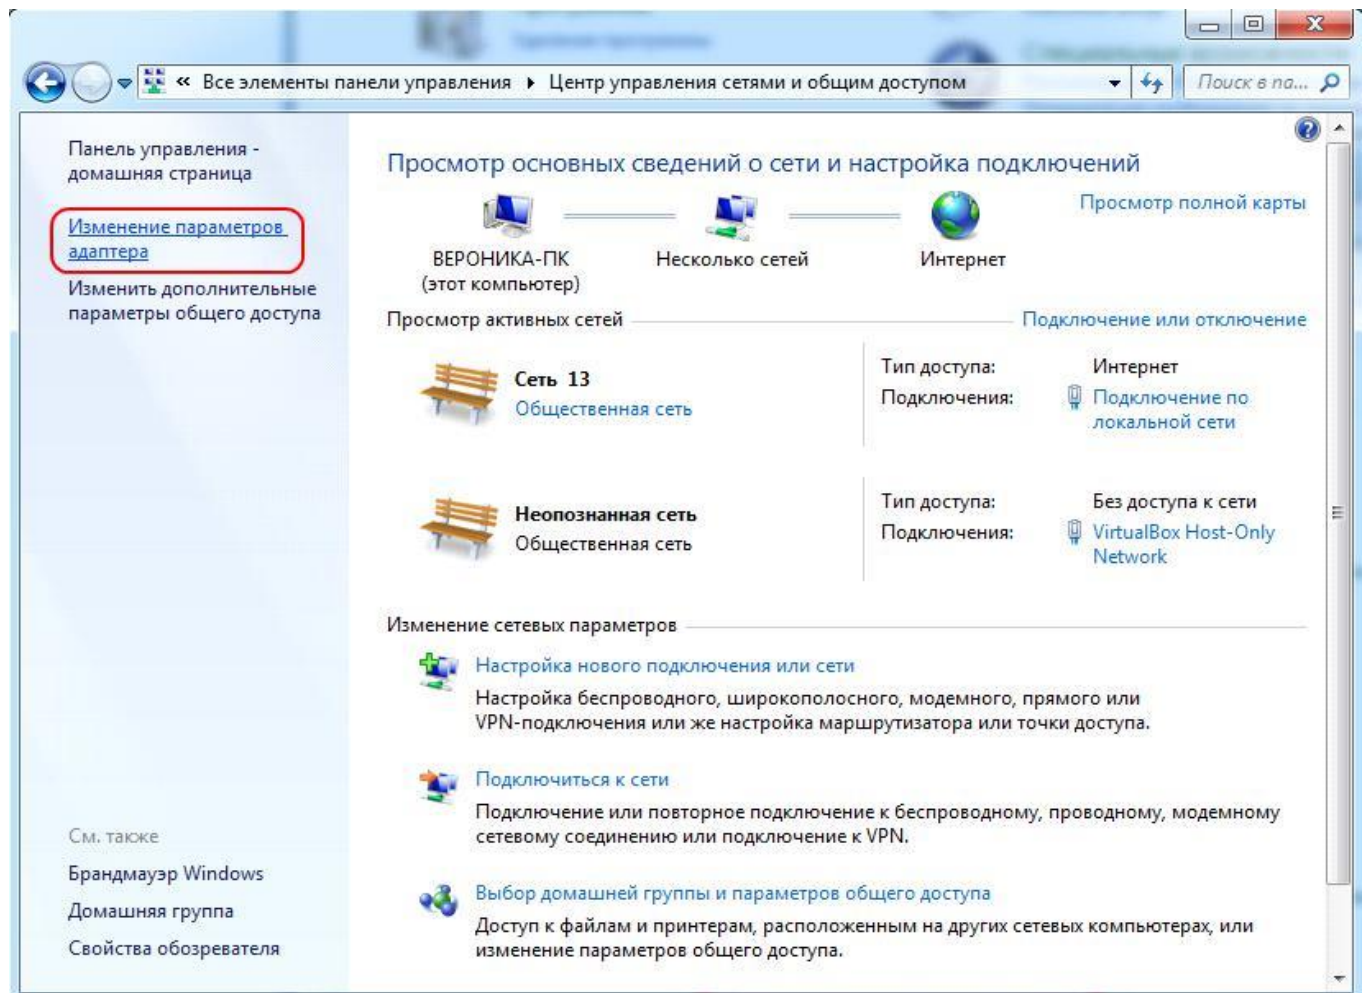 « Все элементы панели управления ▸ Центр управления сетями и общим доступом
Поиск в па...
Панель управления -
домашняя страница
Изменение параметров
адаптера
Изменить дополнительные
параметры общего доступа
Просмотр основных сведений о сети и настройка подключений
Просмотр полной карты
ВЕРОНИКА-ПК
(этот компьютер)
Несколько сетей
Интернет
Просмотр активных сетей
Подключение или отключение
Сеть 13
Общественная сеть
Тип доступа: Интернет
Подключения: Подключение по
локальной сети
Неопознанная сеть
Общественная сеть
Тип доступа: Без доступа к сети
Подключения: VirtualBox Host-Only
Network
Изменение сетевых параметров
Настройка нового подключения или сети
Настройка беспроводного, широкополосного, модемного, прямого или
VPN-подключения или же настройка маршрутизатора или точки доступа.
Подключиться к сети
Подключение или повторное подключение к беспроводному, проводному, модемному
сетевому соединению или подключение к VPN.
Выбор домашней группы и параметров общего доступа
Доступ к файлам и принтерам, расположенным на других сетевых компьютерах, или
изменение параметров общего доступа.
См. также
Брандмауэр Windows
Домашняя группа
Свойства обозревателя